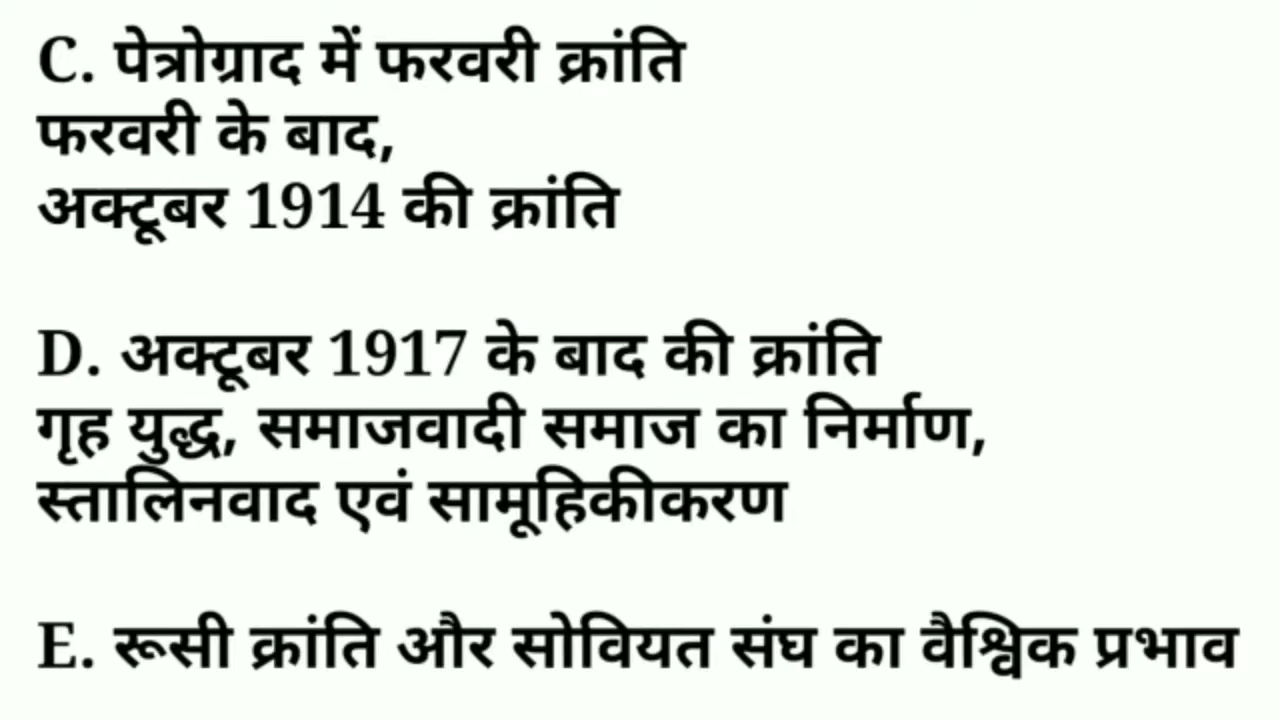 C. पेत्रोग्राद में फरवरी क्रांति
फरवरी के बाद,
अक्टूबर 1914 की क्रांति
D. अक्टूबर 1917 के बाद की क्रांति
गृह युद्ध, समाजवादी समाज का निर्माण,
स्तालिनवाद एवं सामूहिकीकरण
E. रूसी क्रांति और सोवियत संघ का वैश्विक प्रभाव